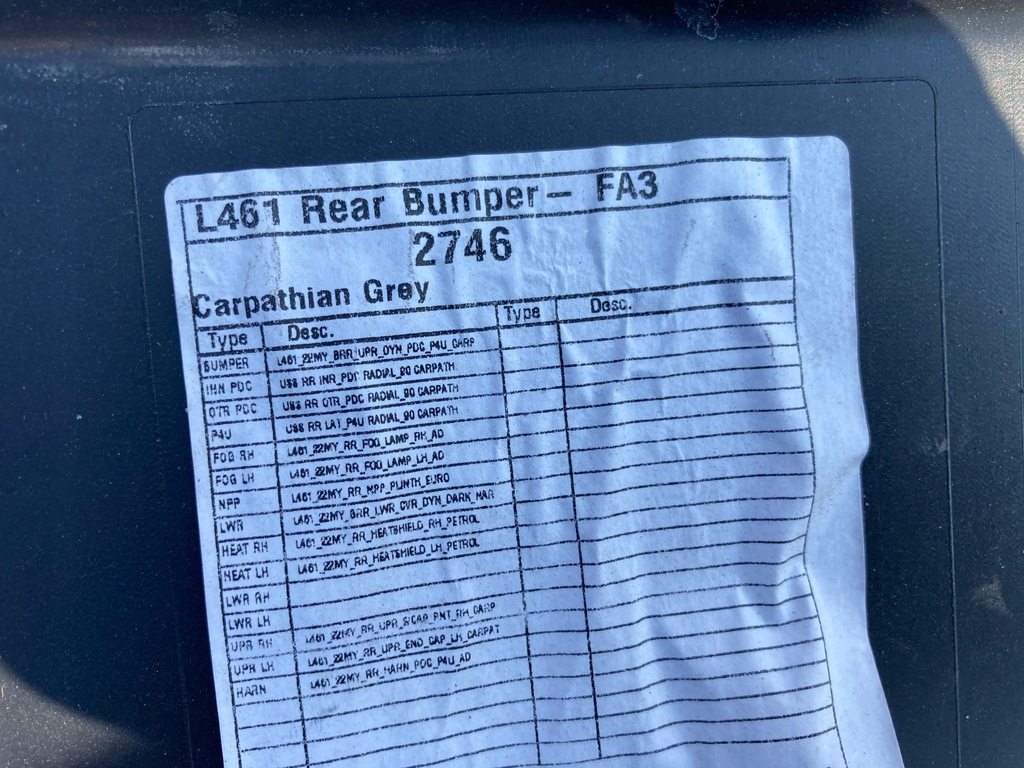 L461 Rear Bumper- FA3
2746
Carpathian Grey
Type Desc. Type Desc.
BUMPER L461_22MY_BRR_UPR_DYN_PDC_P4U_CARP
INN PDC USS RR INR_PDC RADIAL_90 CARPATH
OTR PDC USS RR OTR_PDC RADIAL_90 CARPATH
P4U USS RR LAT_P4U RADIAL_90 CARPATH
FOG RH L461_22MY_RR_FOG_LAMP_RH_AD
FOG LH L461_22MY_RR_FOG_LAMP_LH_AD
NPP L461_22MY_RR_NPP_PLINTH_EURO
LWR L461_22MY_BRR_LWR_CVR_DYN_DARK_NAR
HEAT RH L461_22MY_RR_HEATSHIELD_RH_PETROL
HEAT LH L461_22MY_RR_HEATSHIELD_LH_PETROL
LWR RH
LWR LH
UPR RH L461_22MY_RR_UPR_E/CAP_PNT_RH_CARP
UPR LH L461_22MY_RR_UPR_END_CAP_LH_CARPAT
HARN L461_22MY_RR_HARN_PDC_P4U_AD